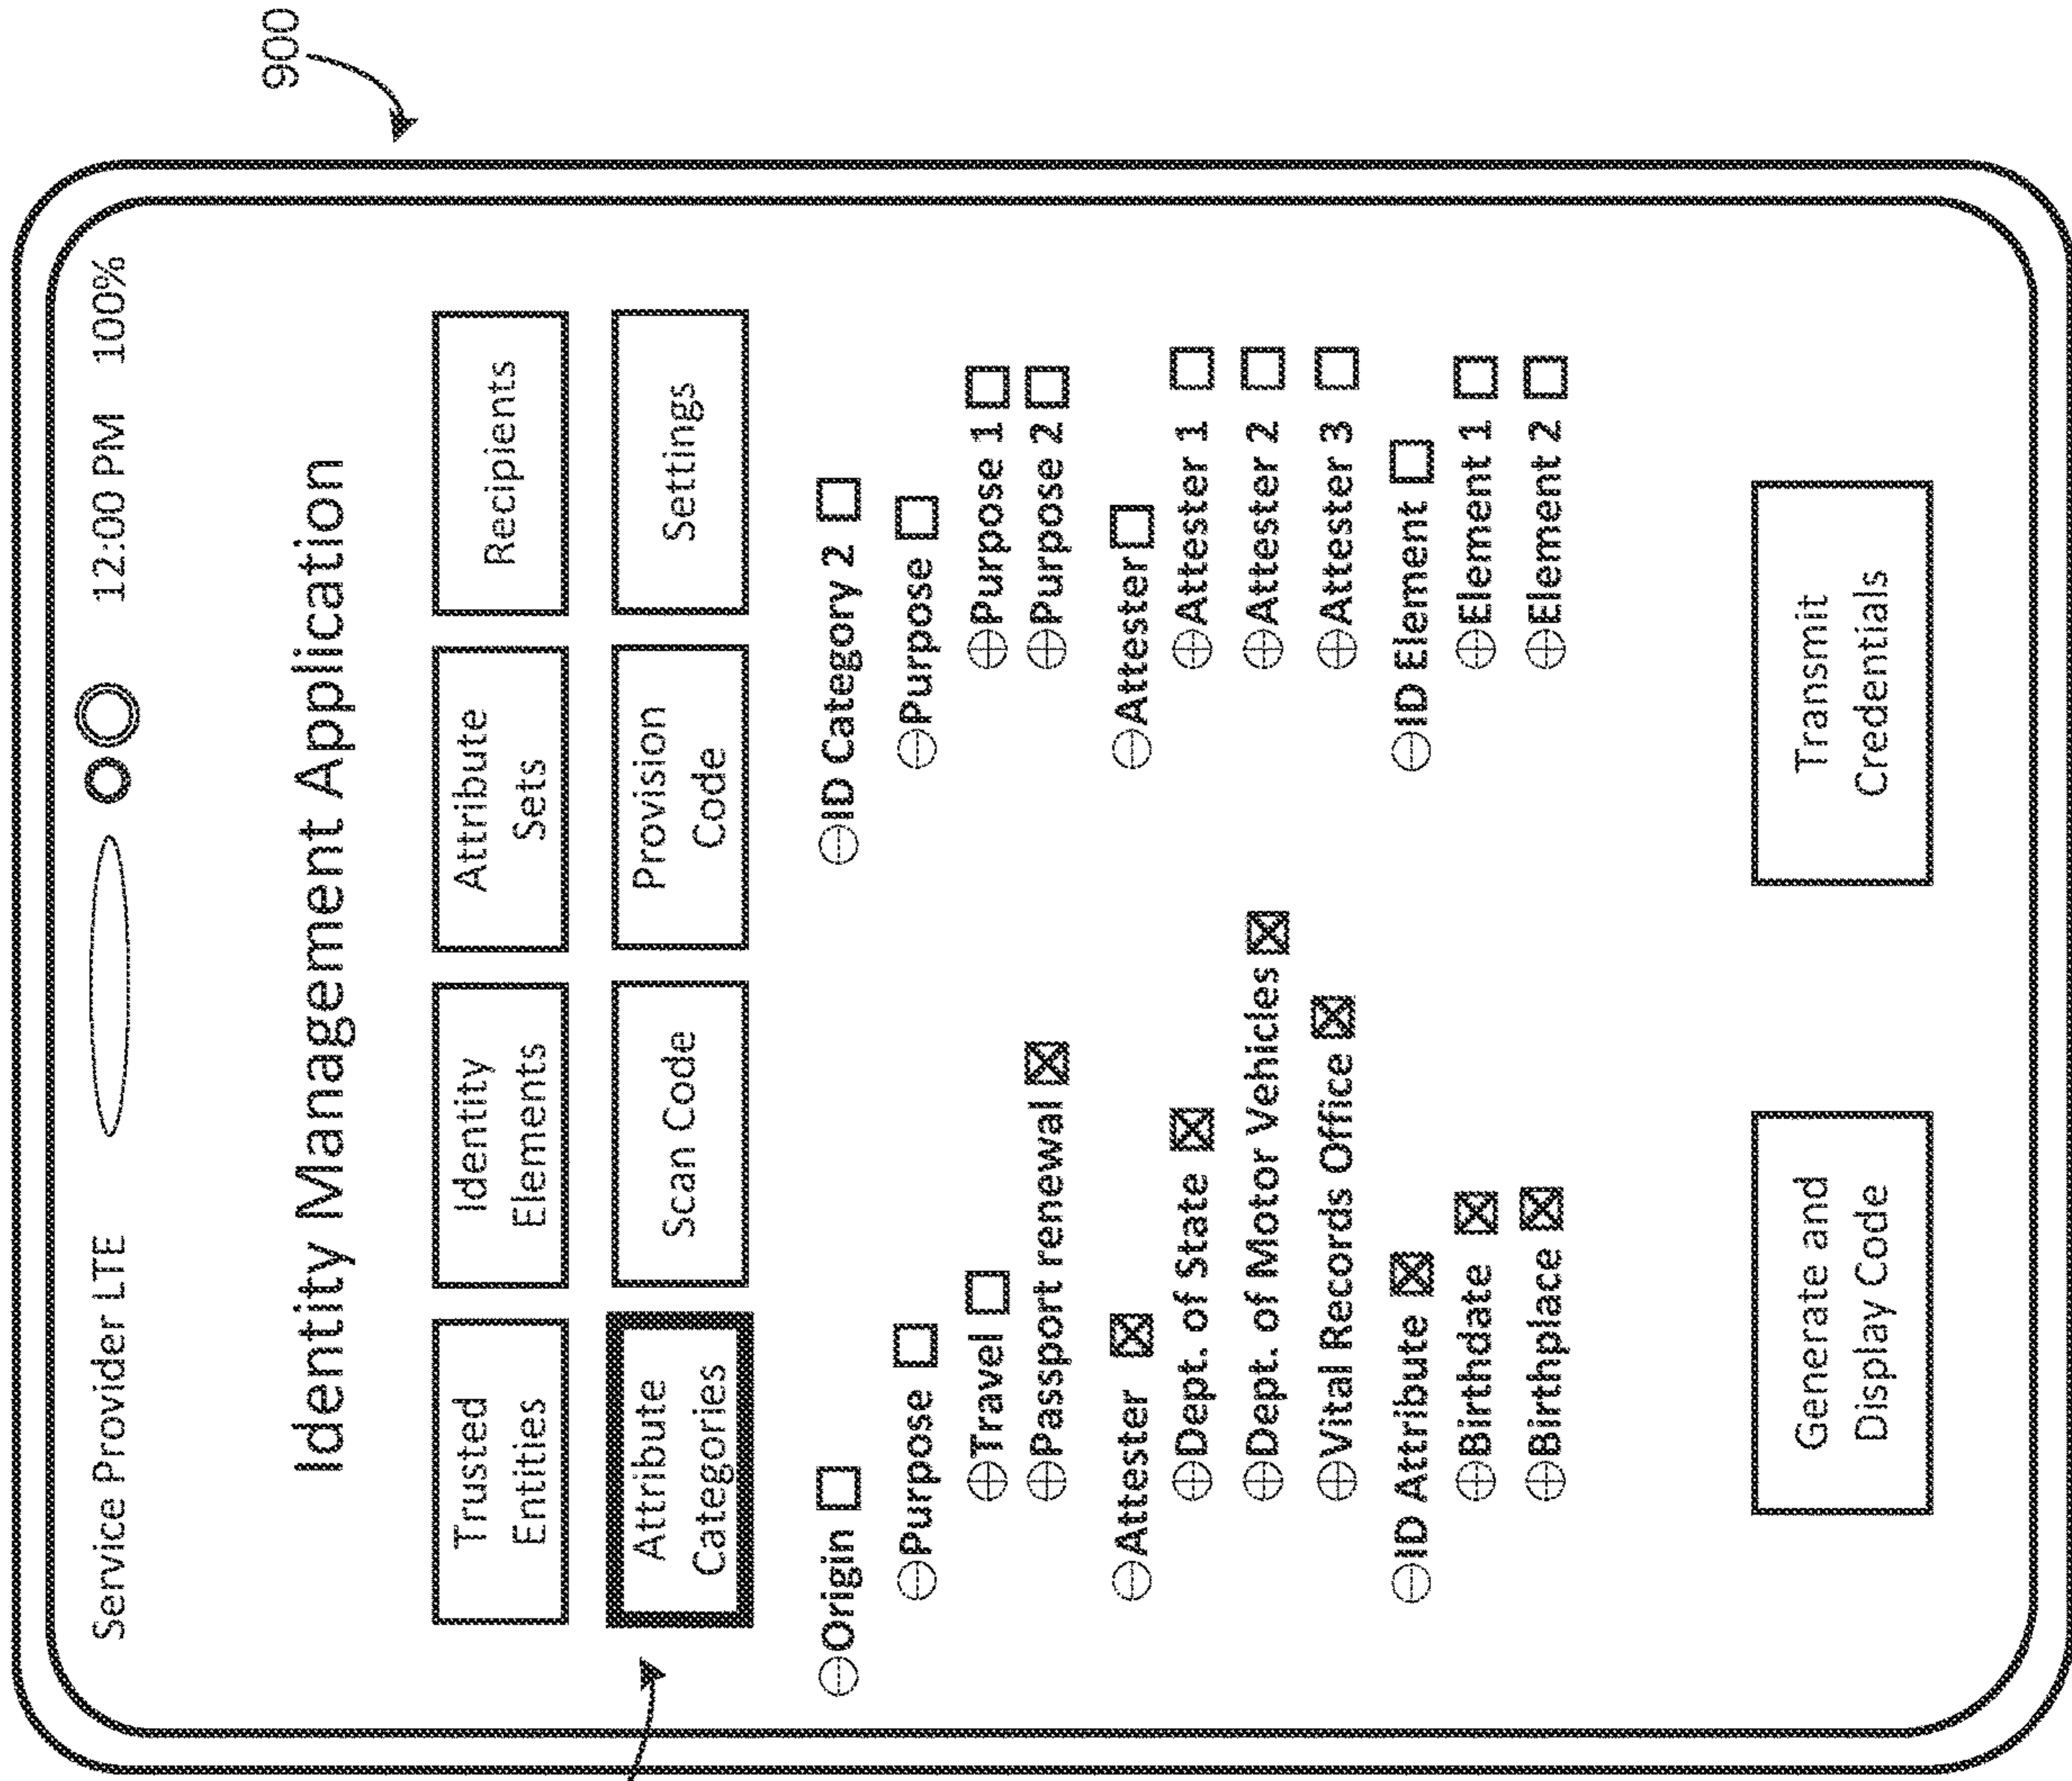 900
Service Provider LTE 12:00 PM 100%
Identity Management Application
Trusted Entities Identity Elements Attribute Sets Recipients
Attribute Categories Scan Code Provision Code Settings
Origin ID Category 2
Purpose Purpose
Travel Purpose 1
Passport renewal Purpose 2
Attester Attester
Dept. of State Attester 1
Dept. of Motor Vehicles Attester 2
Vital Records Office Attester 3
ID Attribute ID Element
Birthdate Element 1
Birthplace Element 2
Generate and Display Code Transmit Credentials